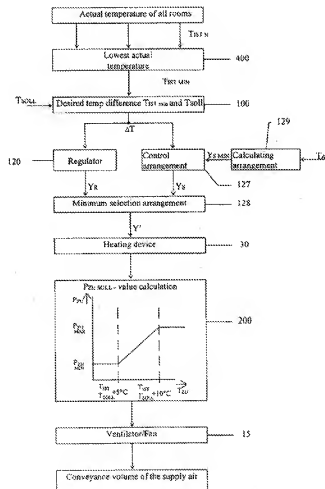 Actual temperature of all rooms
TIST N
Lowest actual
temperature
400
TIST MIN
TSOLL
Desired temp difference TIST MIN and Tsoll
100
ΔT
129
120
Regulator
Control
arrangement
YS MIN
Calculating
arrangement
127
YR
YS
Minimum selection arrangement
128
Y'
Heating device
30
PZU SOLL - value calculation
PZU
PZU
MAX
PZU
MIN
200
+5°C
+10°C
TZU
Ventilator/Fan
15
Conveyance volume of the supply air